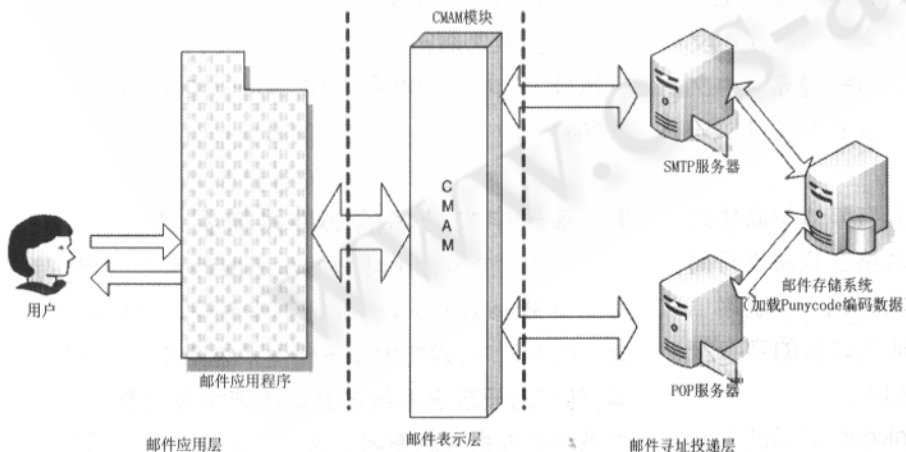 CMAM模块
CMAM
SMTP服务器
用户
邮件存储系统
(加载Punycode编码数据
邮件应用程序
POP服务器
邮件应用层
邮件表示层
邮件寻址投递层